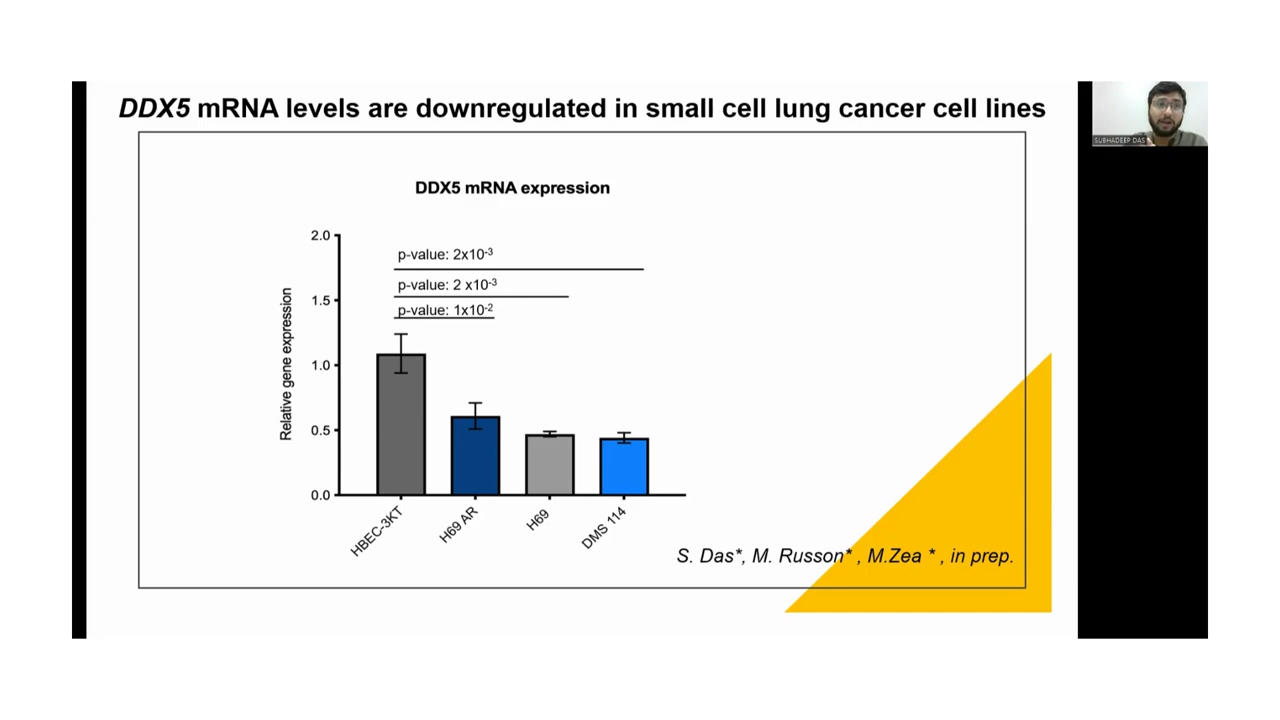 DDX5 mRNA levels are downregulated in small cell lung cancer cell lines
SUBHADEEP DAS
DDX5 mRNA expression
2.0
p-value: 2x10⁻³
p-value: 2 x10⁻³
1.5
p-value: 1x10⁻²
Relative gene expression
1.0
0.5
0.0
HBEC-3KT
H69 AR
H69
DMS 114
S. Das*, M. Russon* , M.Zea * , in prep.